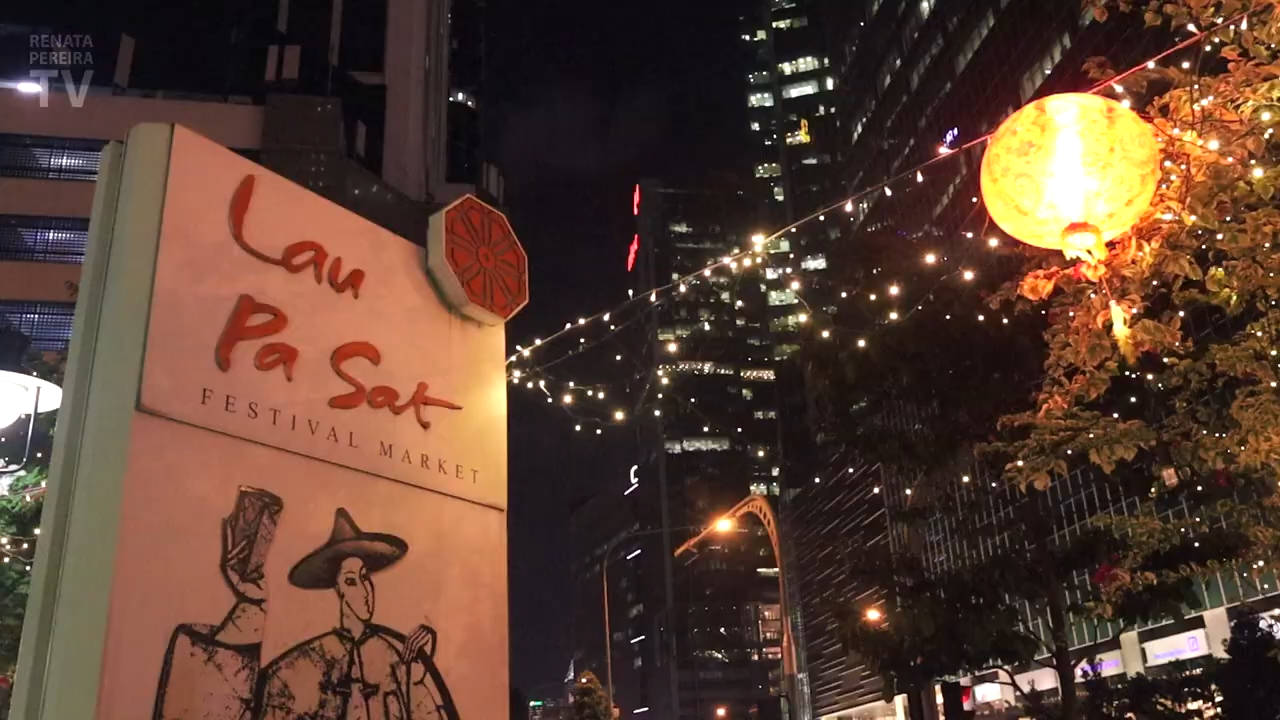 RENATA
PEREIRA
TV
Lau
Pa Sat
FESTIVAL MARKET